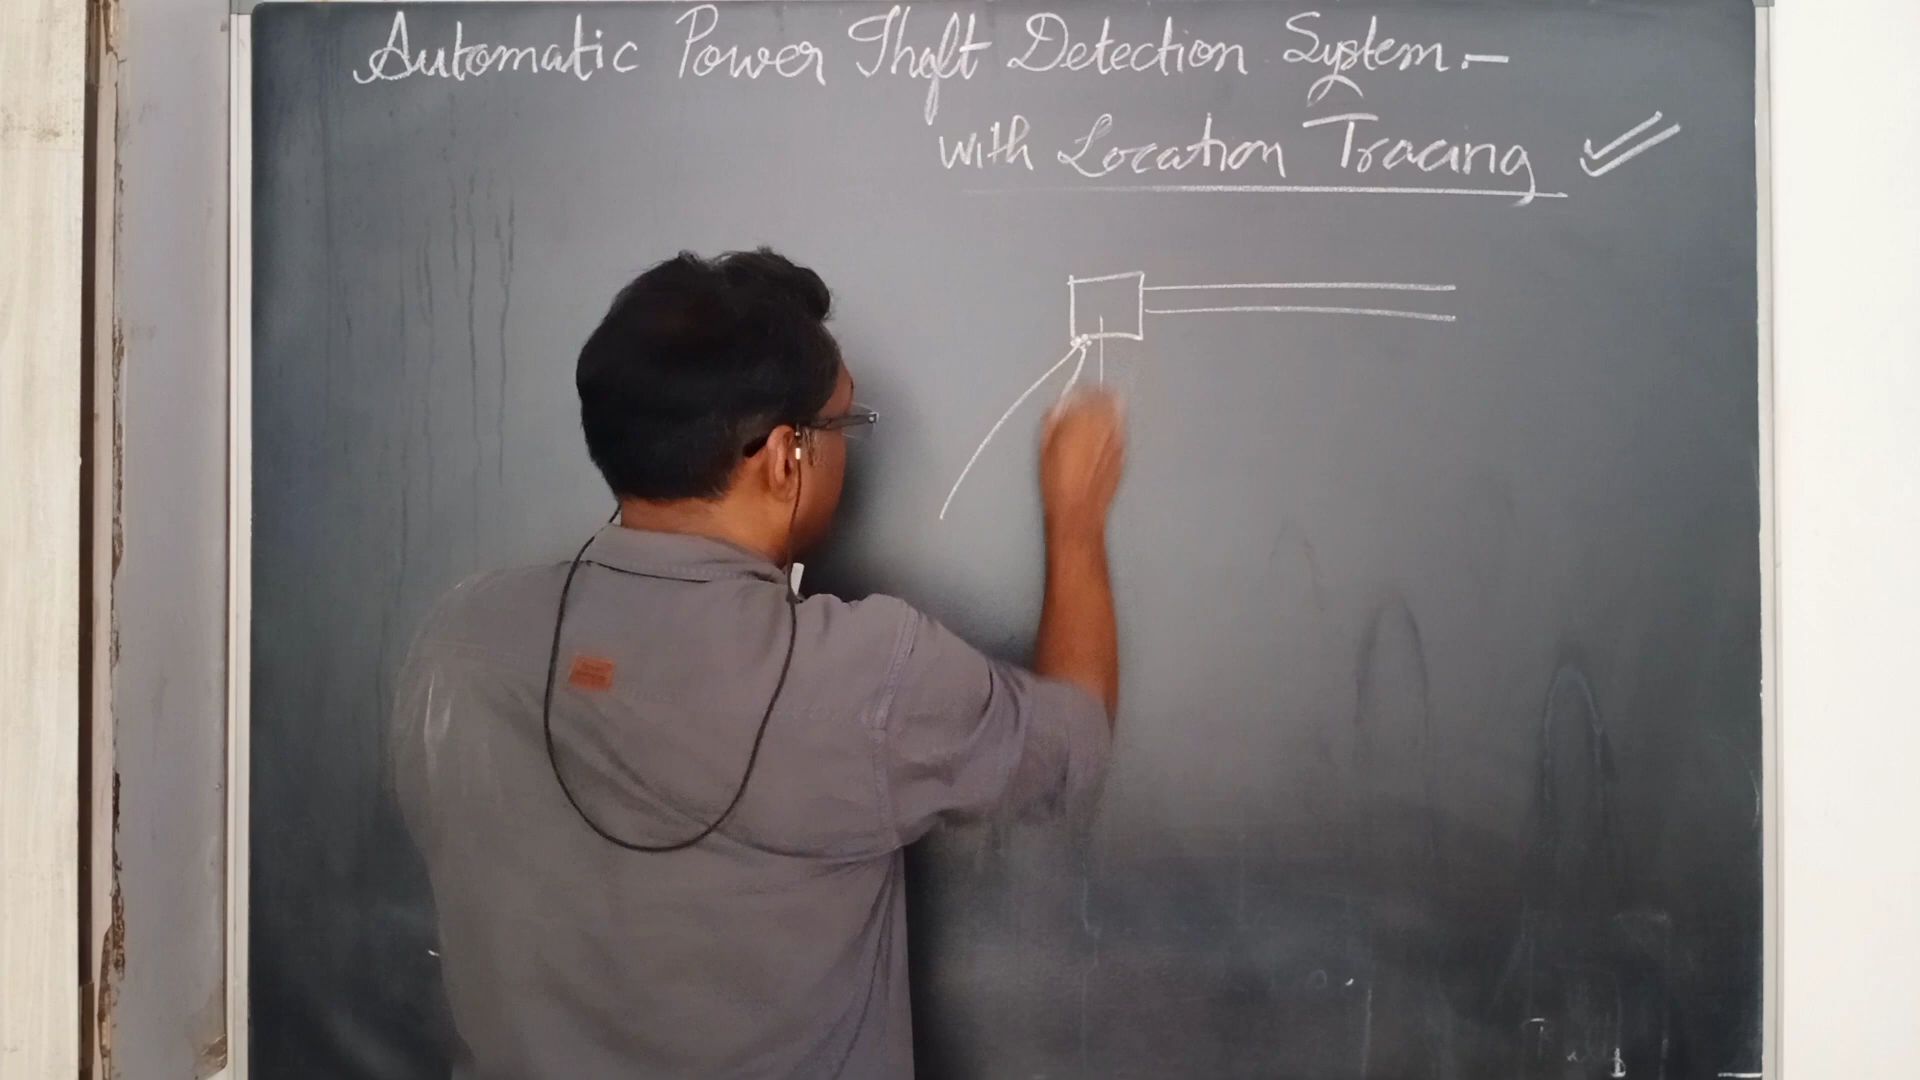 Automatic Power Theft Detection System:-
with Location Tracing